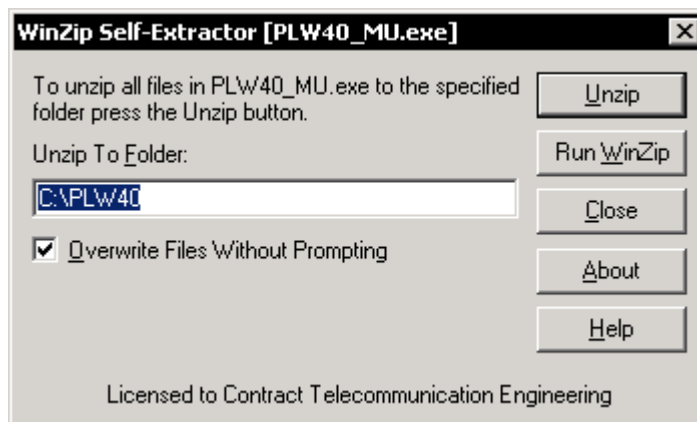 WinZip Self-Extractor [PLW40_MU.exe]
To unzip all files in PLW40_MU.exe to the specified
folder press the Unzip button.
Unzip To Folder:
C:\PLW40
Overwrite Files Without Prompting
Unzip
Run WinZip
Close
About
Help
Licensed to Contract Telecommunication Engineering